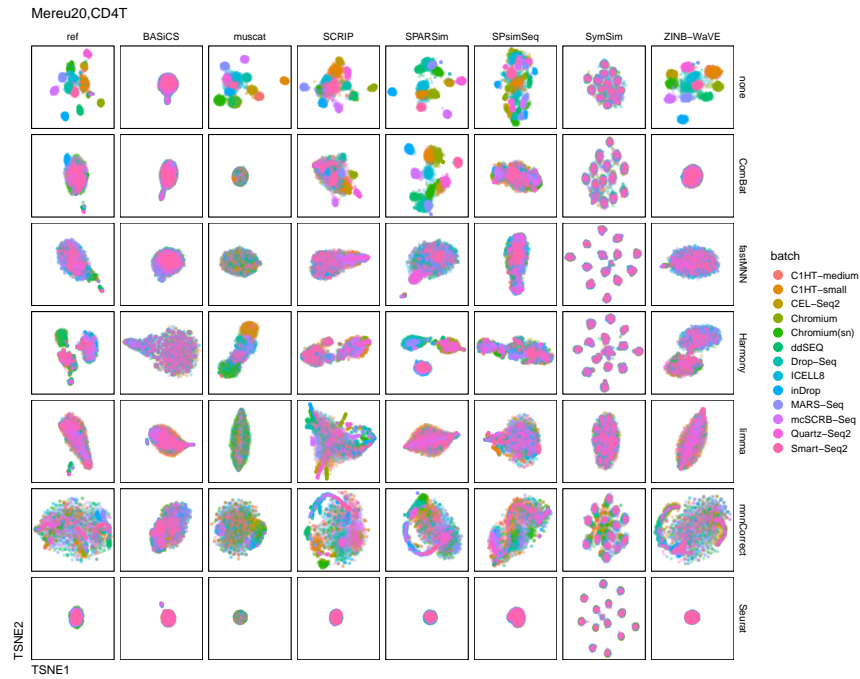 Mereu20,CD4T
ref BASiCS muscat SCRIP SPARSim SPsimSeq SymSim ZINB−WaVE
none
ComBat
fastMNN
Harmony
limma
mnnCorrect
Seurat
TSNE2
TSNE1
batch
C1HT−medium
C1HT−small
CEL−Seq2
Chromium
Chromium(sn)
ddSEQ
Drop−Seq
ICELL8
inDrop
MARS−Seq
mcSCRB−Seq
Quartz−Seq2
Smart−Seq2